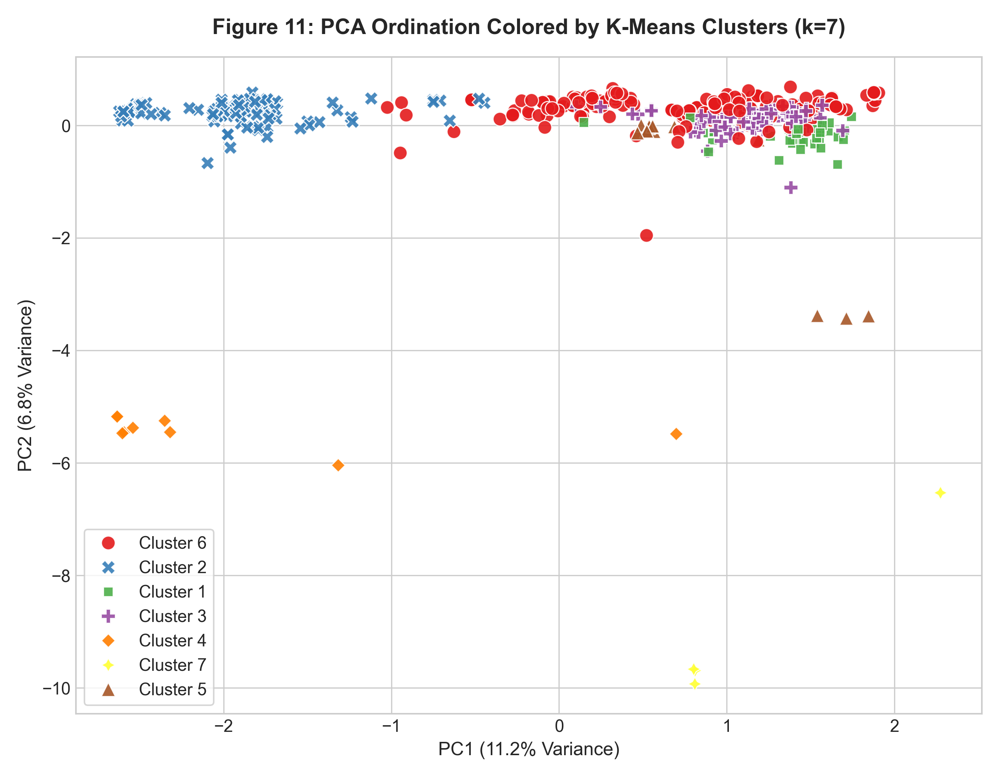 Figure 11: PCA Ordination Colored by K-Means Clusters (k=7)
PC2 (6.8% Variance)
0
−2
−4
−6
−8
−10
Cluster 6
Cluster 2
Cluster 1
Cluster 3
Cluster 4
Cluster 7
Cluster 5
−2
−1
0
1
2
PC1 (11.2% Variance)